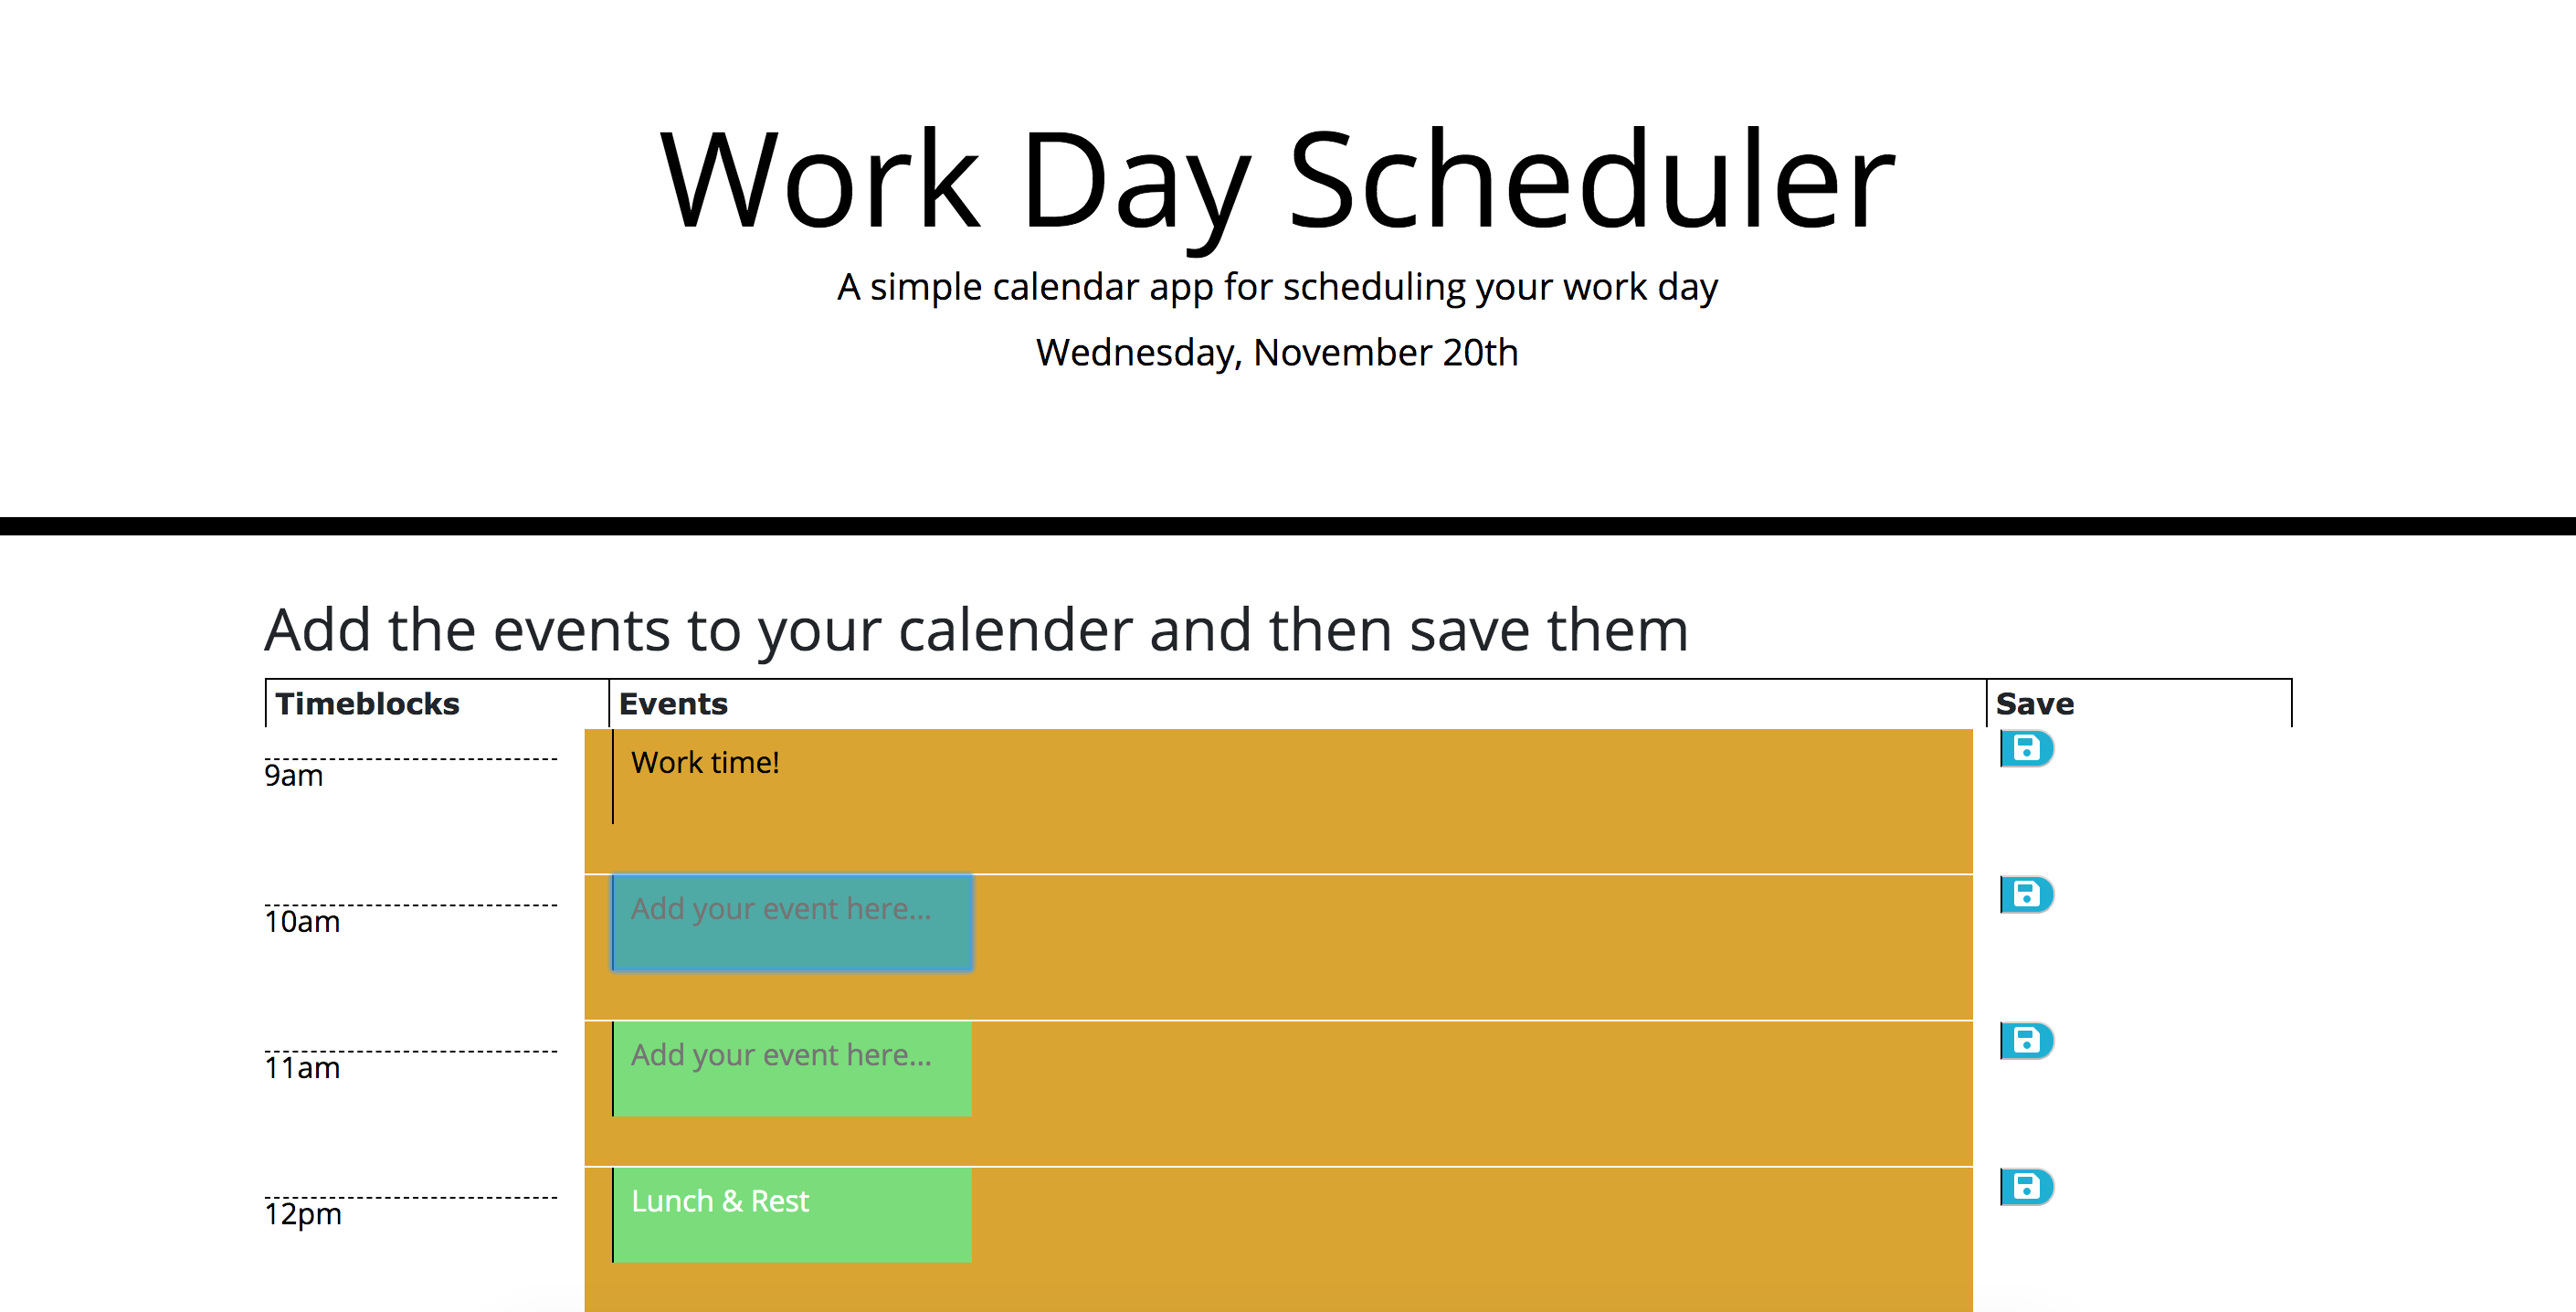 Work Day Scheduler
A simple calendar app for scheduling your work day
Wednesday, November 20th
Add the events to your calender and then save them
Timeblocks Events Save
9am Work time!
10am Add your event here...
11am Add your event here...
12pm Lunch & Rest